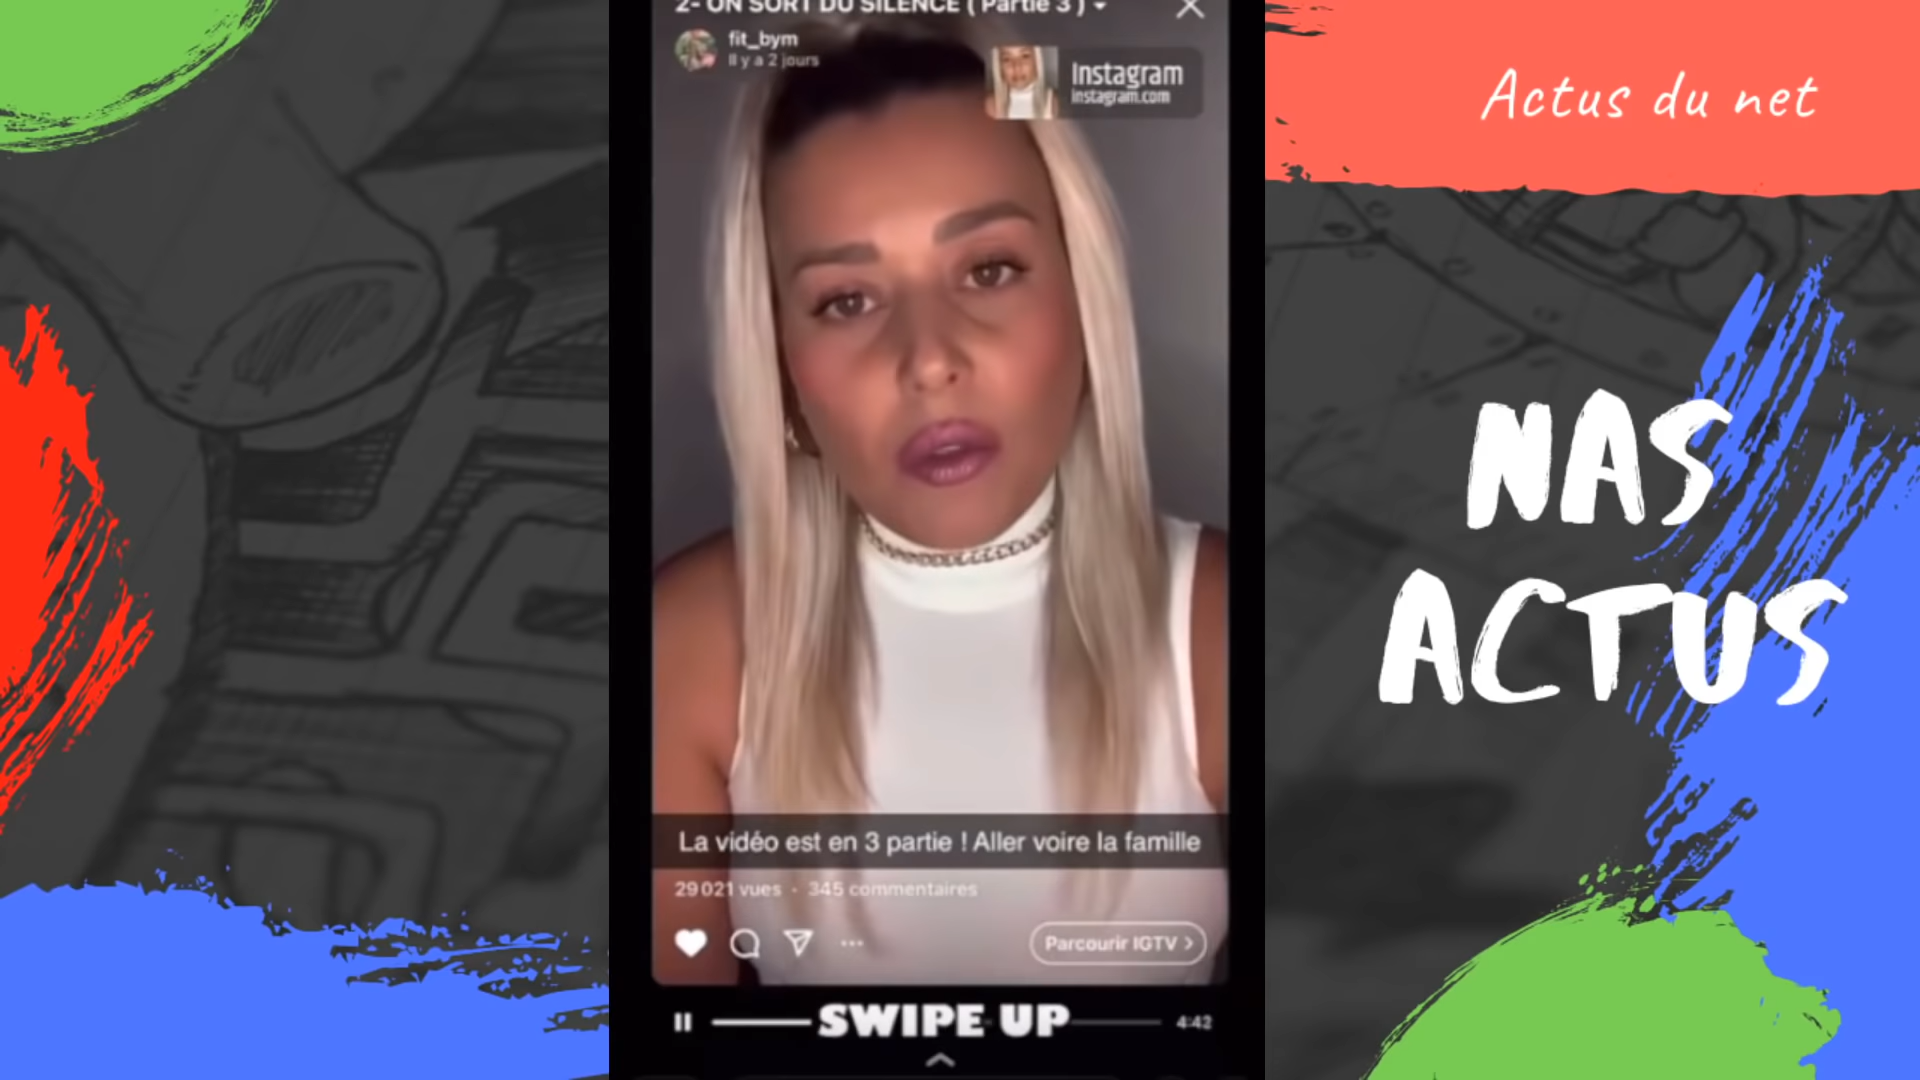 2- ON SORT DU SILENCE ( Partie 3 )
fit_bym
Il y a 2 jours
Instagram
instagram.com
La vidéo est en 3 partie ! Aller voire la famille
29 021 vues · 345 commentaires
Parcourir IGTV >
SWIPE UP
4:42
Actus du net
NAS
ACTUS